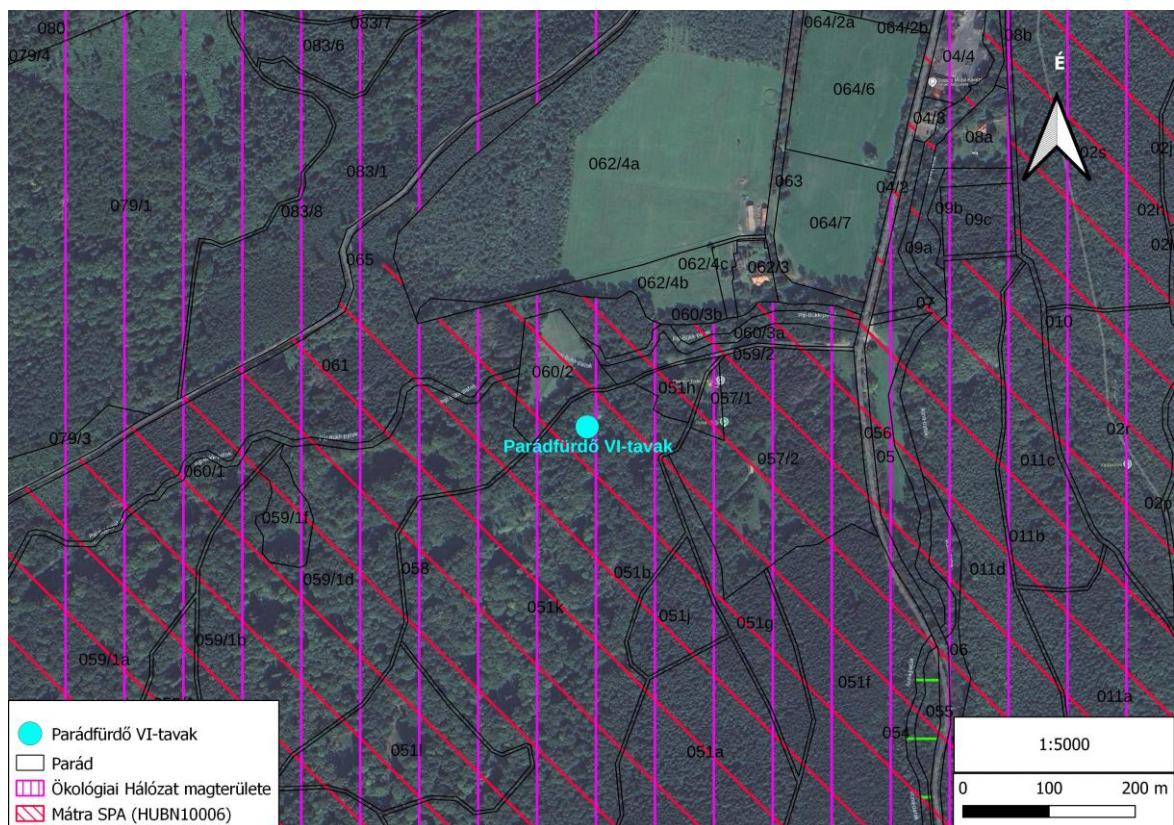 080
083/7
083/6
079/4
064/2a
064/2b
08b
04/4
É
064/6
04/3
08a
02s
062/4a
083/1
063
04/2
079/1
083/8
064/7
09b
09c
09a
065
062/4c
062/3
062/4b
07
060/3b
060/3a
010
059/2
061
060/2
051h
057/1
Parádfürdő VI-tavak
079/3
056
05
02r
057/2
011c
060/1
059/1f
011b
058
059/1d
051b
011d
051k
051j
051g
059/1b
059/1a
06
051f
011a
055
054
051a
051l
Parádfürdő VI-tavak
Parád
Ökológiai Hálózat magterülete
Mátra SPA (HUBN10006)
1:5000
0 100 200 m